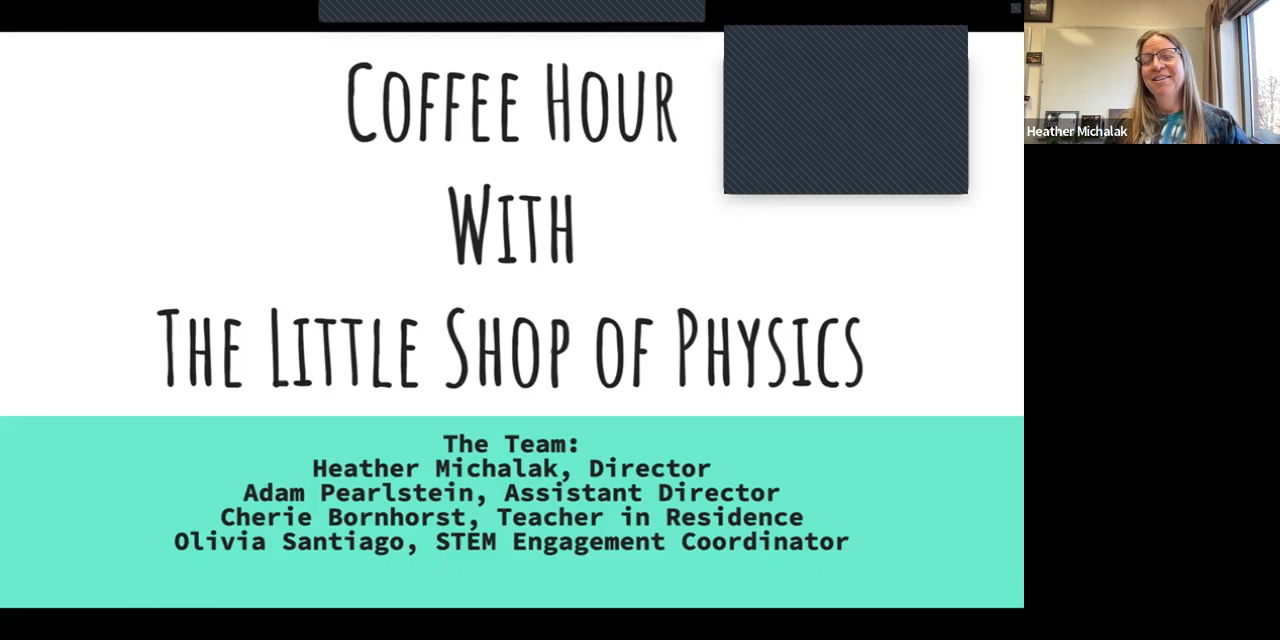 COFFEE HOUR
WITH
THE LITTLE SHOP OF PHYSICS
The Team:
Heather Michalak, Director
Adam Pearlstein, Assistant Director
Cherie Bornhorst, Teacher in Residence
Olivia Santiago, STEM Engagement Coordinator
Heather Michalak